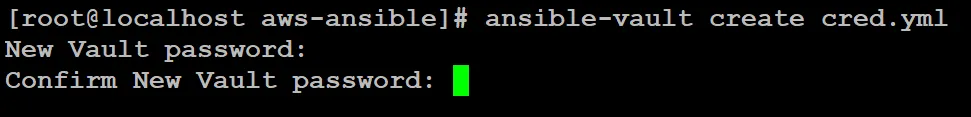 [root@localhost aws-ansible]# ansible-vault create cred.yml
New Vault password:
Confirm New Vault password: